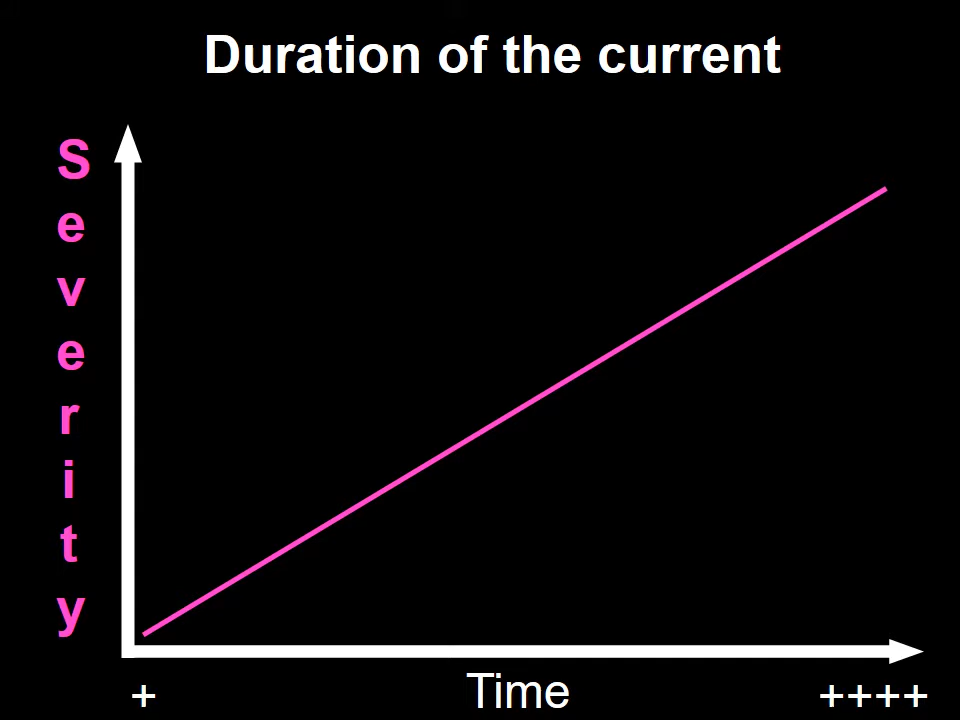 Duration of the current
Severity
+ Time ++++